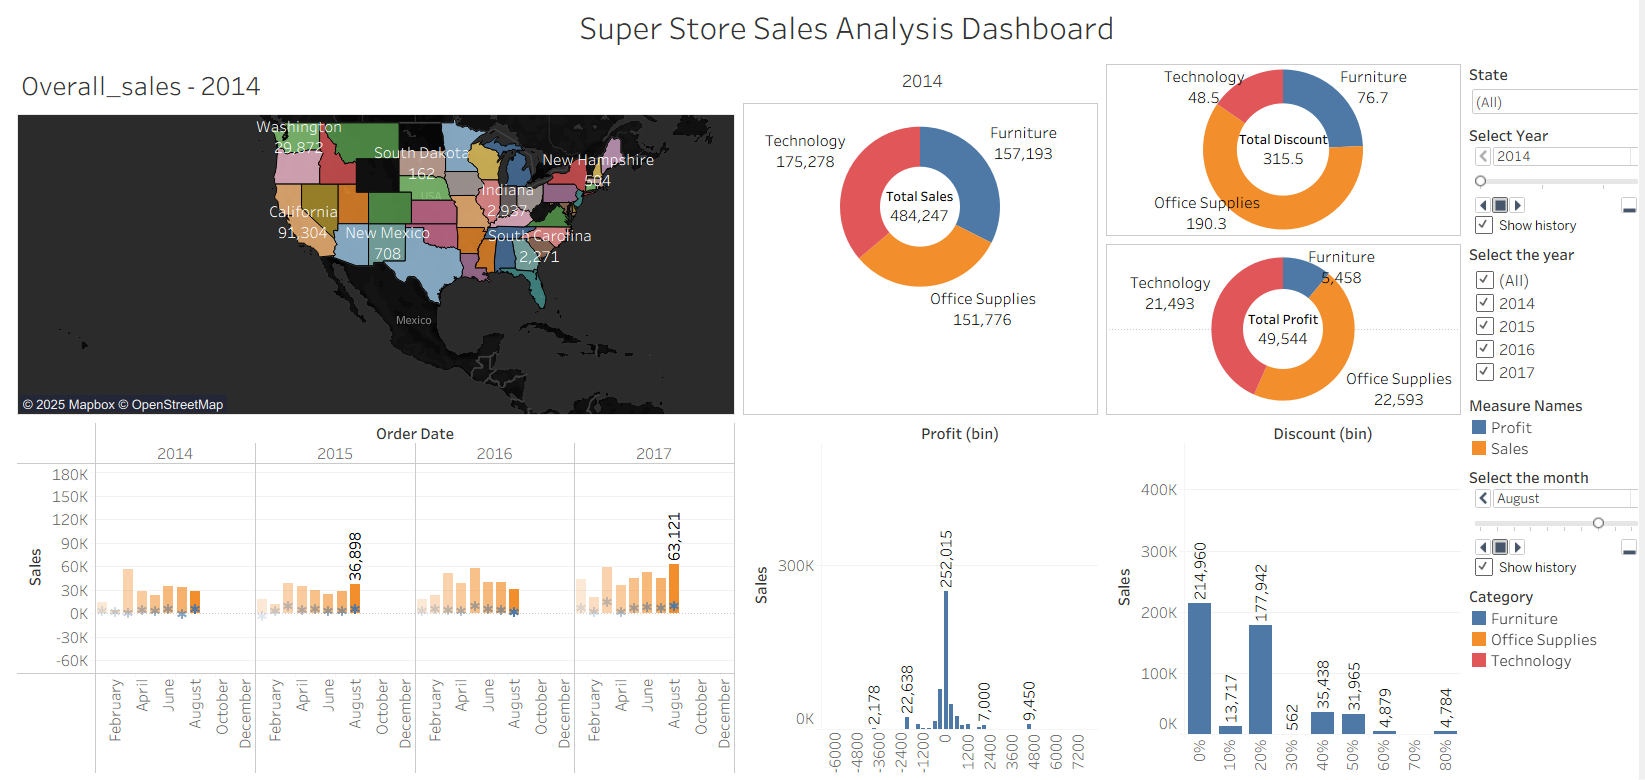 Super Store Sales Analysis Dashboard
Overall_sales - 2014
Washington
29,872
South Dakota
162
New Hampshire
504
USA
Indiana
2,937
California
91,304
New Mexico
708
South Carolina
2,271
Mexico
© 2025 Mapbox © OpenStreetMap
2014
Technology
175,278
Furniture
157,193
Total Sales
484,247
Office Supplies
151,776
Technology
48.5
Furniture
76.7
Total Discount
315.5
Office Supplies
190.3
Furniture
5,458
Technology
21,493
Total Profit
49,544
Office Supplies
22,593
State
(All)
Select Year
2014
Show history
Select the year
(All)
2014
2015
2016
2017
Measure Names
Profit
Sales
Select the month
August
Show history
Category
Furniture
Office Supplies
Technology
Order Date
2014 2015 2016 2017
Sales
180K
150K
120K
90K
60K
30K
0K
-30K
-60K
36,898
63,121
February April June August October December
February April June August October December
February April June August October December
February April June August October December
Profit (bin)
Sales
300K
0K
2,178
22,638
252,015
7,000
9,450
-6000 -4800 -3600 -2400 -1200 0 1200 2400 3600 4800 6000 7200
Discount (bin)
Sales
400K
300K
200K
100K
0K
214,960
13,717
177,942
562
35,438
31,965
4,879
4,784
0% 10% 20% 30% 40% 50% 60% 70% 80%